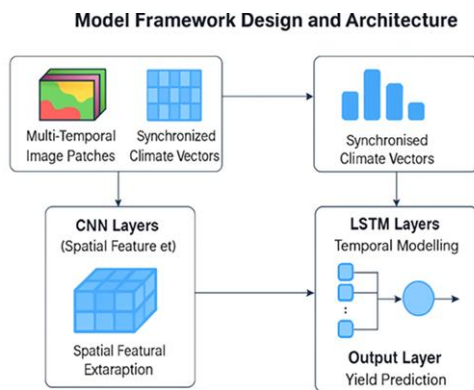 Model Framework Design and Architecture
Multi-Temporal
Image Patches
Synchronized
Climate Vectors
Synchronised
Climate Vectors
CNN Layers
(Spatial Feature et)
Spatial Featural
Extaraption
LSTM Layers
Temporal Modelling
Output Layer
Yield Prediction